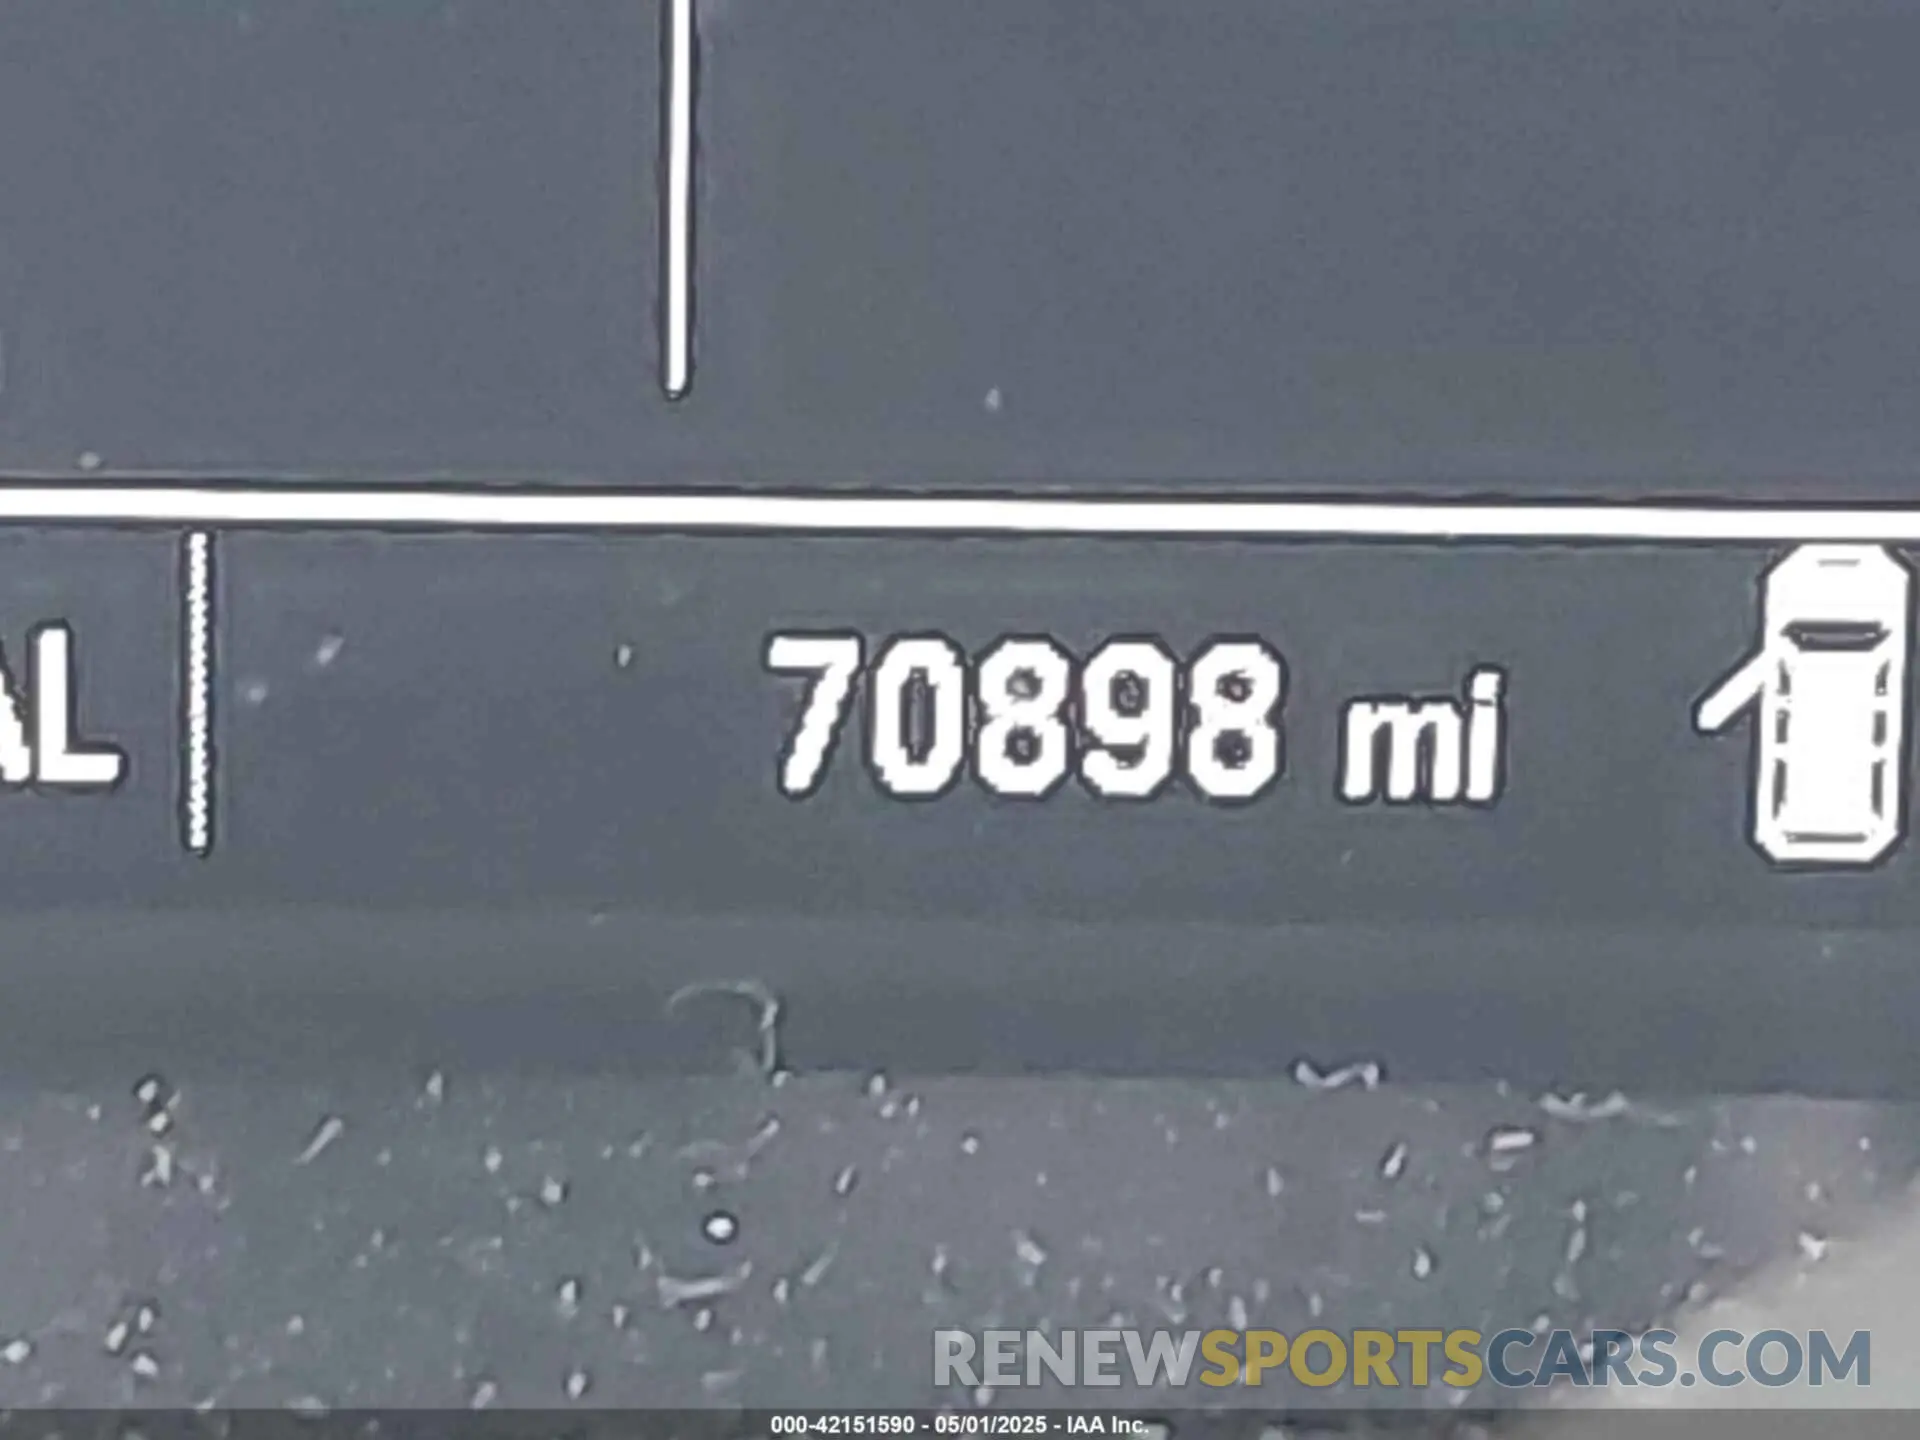 AL 70898 mi
RENEWSPORTSCARS.COM
000-42151590 - 05/01/2025 - IAA Inc.